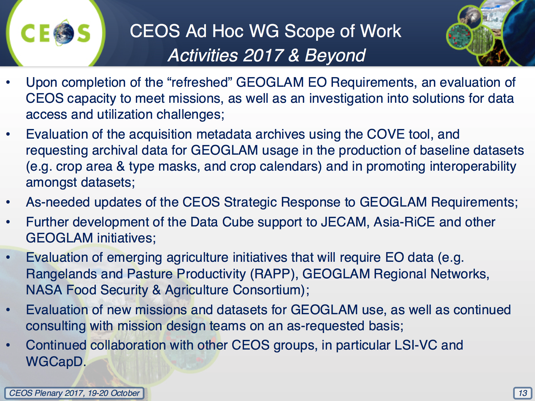 CEOS
CEOS Ad Hoc WG Scope of Work
Activities 2017 & Beyond
• Upon completion of the “refreshed” GEOGLAM EO Requirements, an evaluation of
CEOS capacity to meet missions, as well as an investigation into solutions for data
access and utilization challenges;
• Evaluation of the acquisition metadata archives using the COVE tool, and
requesting archival data for GEOGLAM usage in the production of baseline datasets
(e.g. crop area & type masks, and crop calendars) and in promoting interoperability
amongst datasets;
• As-needed updates of the CEOS Strategic Response to GEOGLAM Requirements;
• Further development of the Data Cube support to JECAM, Asia-RiCE and other
GEOGLAM initiatives;
• Evaluation of emerging agriculture initiatives that will require EO data (e.g.
Rangelands and Pasture Productivity (RAPP), GEOGLAM Regional Networks,
NASA Food Security & Agriculture Consortium);
• Evaluation of new missions and datasets for GEOGLAM use, as well as continued
consulting with mission design teams on an as-requested basis;
• Continued collaboration with other CEOS groups, in particular LSI-VC and
WGCapD.
CEOS Plenary 2017, 19-20 October
13